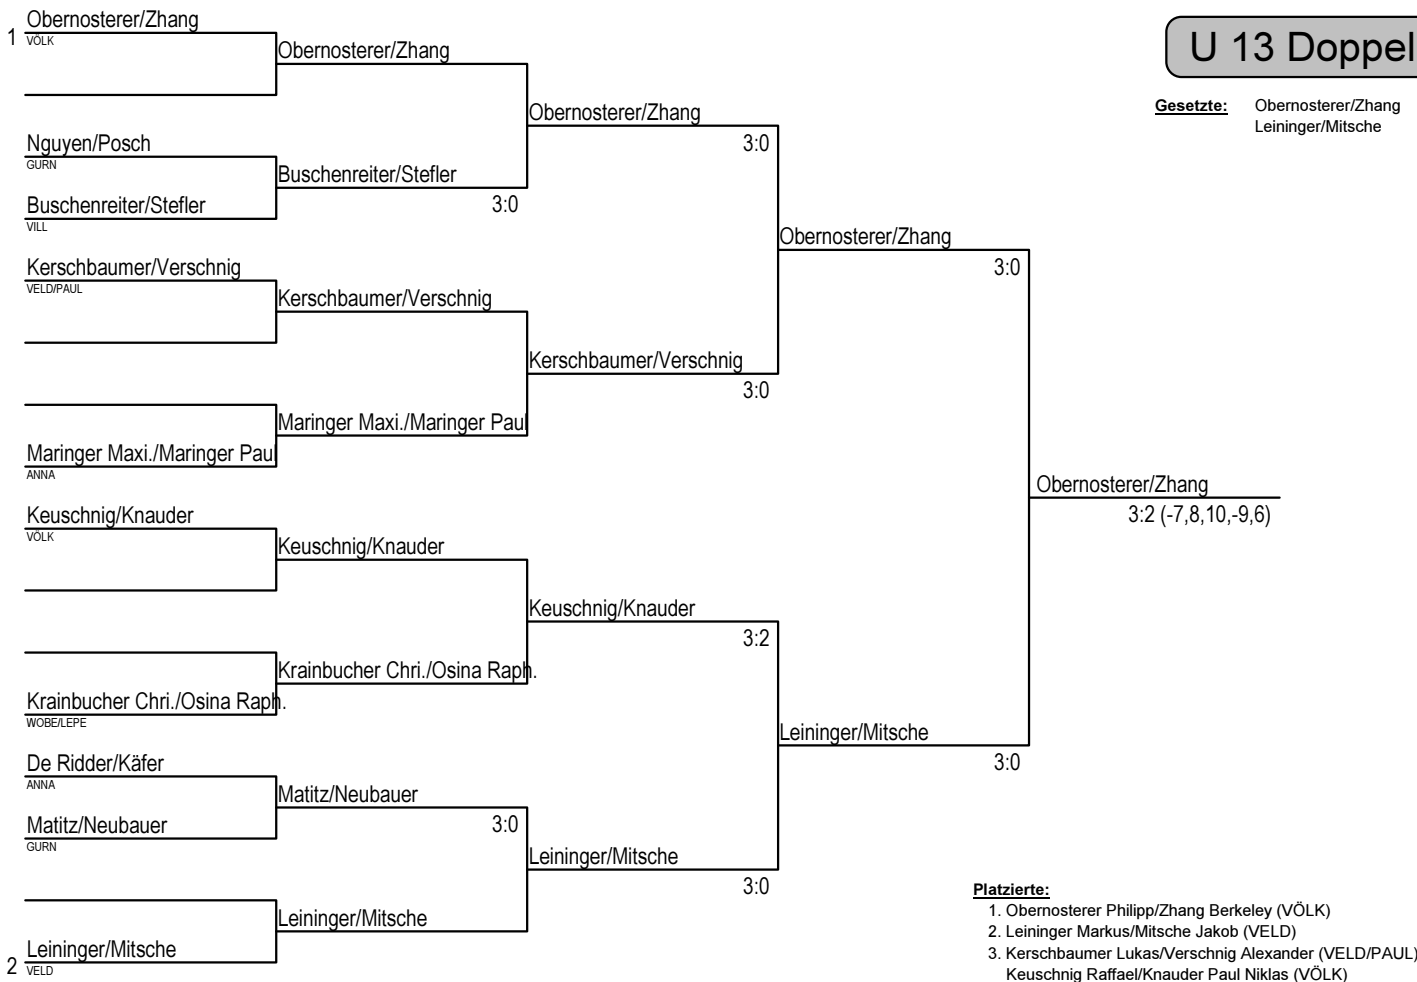 U 13 Doppel
Gesetzte: Obernosterer/Zhang
Leininger/Mitsche
1 Obernosterer/Zhang
VÖLK
Nguyen/Posch
GURN
Buschenreiter/Stefler
VILL
Kerschbaumer/Verschnig
VELD/PAUL
Maringer Maxi./Maringer Paul
ANNA
Keuschnig/Knauder
VÖLK
Krainbucher Chri./Osina Raph.
WOBE/LEPE
De Ridder/Käfer
ANNA
Matitz/Neubauer
GURN
2 Leininger/Mitsche
VELD
Obernosterer/Zhang
Buschenreiter/Stefler
3:0
Kerschbaumer/Verschnig
Maringer Maxi./Maringer Paul
Keuschnig/Knauder
Krainbucher Chri./Osina Raph.
Matitz/Neubauer
3:0
Leininger/Mitsche
Obernosterer/Zhang
3:0
Kerschbaumer/Verschnig
3:0
Keuschnig/Knauder
3:2
Leininger/Mitsche
3:0
Obernosterer/Zhang
3:0
Leininger/Mitsche
3:0
Obernosterer/Zhang
3:2 (-7,8,10,-9,6)
Platzierte:
1. Obernosterer Philipp/Zhang Berkeley (VÖLK)
2. Leininger Markus/Mitsche Jakob (VELD)
3. Kerschbaumer Lukas/Verschnig Alexander (VELD/PAUL)
Keuschnig Raffael/Knauder Paul Niklas (VÖLK)